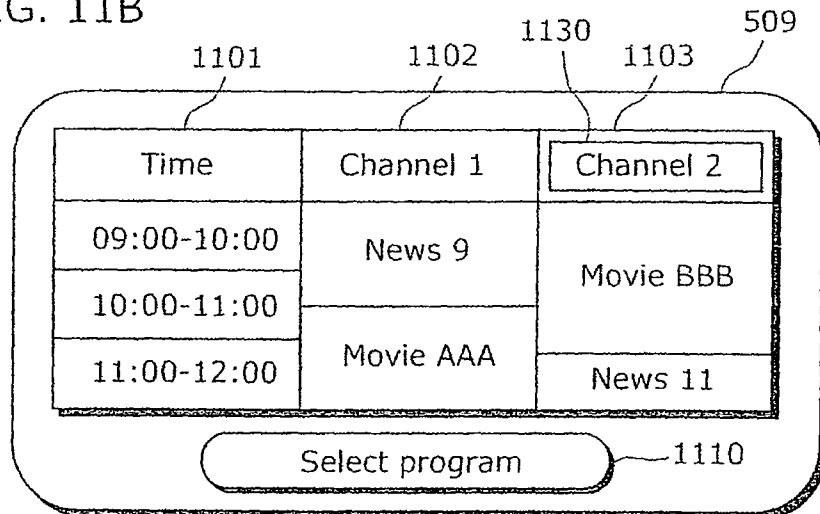 FIG. 11B
509
1130
1101 1102 1103
Time Channel 1 Channel 2
09:00-10:00 News 9 Movie BBB
10:00-11:00
11:00-12:00 Movie AAA News 11
Select program 1110